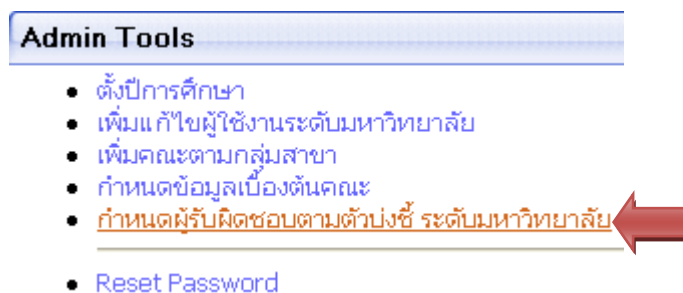 Admin Tools
ตั้งปีการศึกษา
เพิ่มแก้ไขผู้ใช้งานระดับมหาวิทยาลัย
เพิ่มคณะตามกลุ่มสาขา
กำหนดข้อมูลเบื้องต้นคณะ
กำหนดผู้รับผิดชอบตามตัวบ่งชี้ ระดับมหาวิทยาลัย
Reset Password